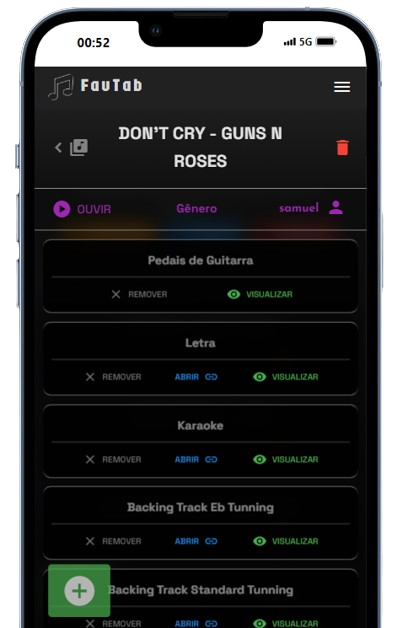 00:52
5G
FavTab
DON'T CRY - GUNS N
ROSES
OUVIR Gênero samuel
Pedais de Guitarra
REMOVER VISUALIZAR
Letra
REMOVER ABRIR VISUALIZAR
Karaoke
REMOVER ABRIR VISUALIZAR
Backing Track Eb Tunning
REMOVER ABRIR VISUALIZAR
Backing Track Standard Tunning
REMOVER ABRIR VISUALIZAR